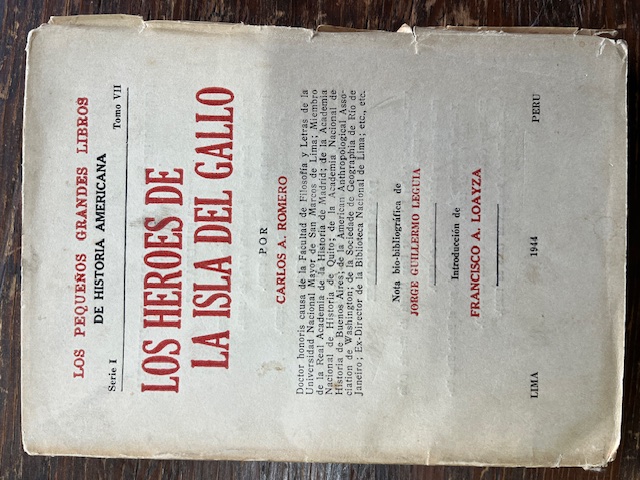 LOS PEQUEÑOS GRANDES LIBROS
DE HISTORIA AMERICANA
Serie I Tomo VII
LOS HEROES DE
LA ISLA DEL GALLO
POR
CARLOS A. ROMERO
Doctor honoris causa de la Facultad de Filosofía y Letras de la
Universidad Nacional Mayor de San Marcos de Lima; Miembro
de la Real Academia de la Historia de Madrid; de la Academia
Nacional de Historia de Quito; de la Academia Nacional de
Historia de Buenos Aires; de la American Anthropological Asso-
ciation de Washington; de la Sociedade de Geographia de Rio de
Janeiro; Ex-Director de la Biblioteca Nacional de Lima; etc., etc.
Nota bio-bibliográfica de
JORGE GUILLERMO LEGUIA
Introducción de
FRANCISCO A. LOAYZA
LIMA 1944 PERU